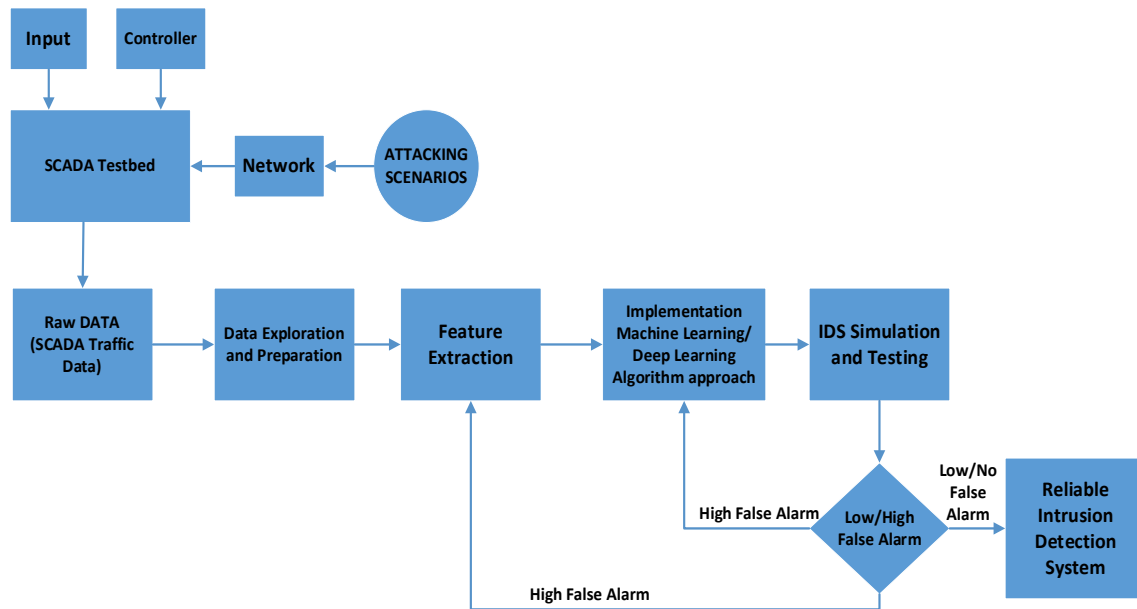 Input
Controller
SCADA Testbed
Network
ATTACKING
SCENARIOS
Raw DATA
(SCADA Traffic
Data)
Data Exploration
and Preparation
Feature
Extraction
Implementation
Machine Learning/
Deep Learning
Algorithm approach
IDS Simulation
and Testing
High False Alarm
Low/High
False Alarm
Low/No
False
Alarm
Reliable
Intrusion
Detection
System
High False Alarm